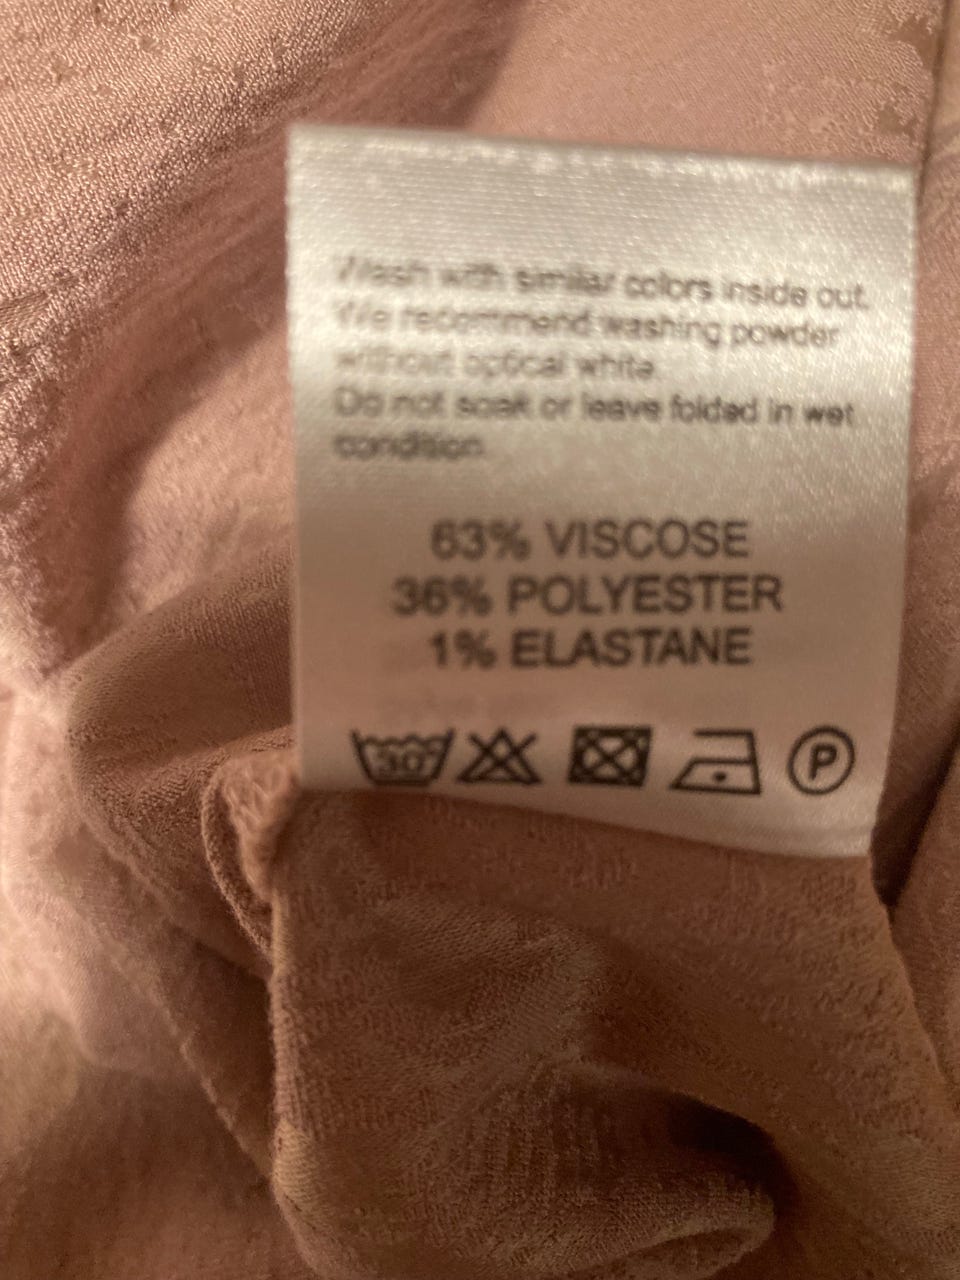 Wash with similar colors inside out.
We recommend washing powder
without optical white.
Do not soak or leave folded in wet
condition.
63% VISCOSE
36% POLYESTER
1% ELASTANE
30° P